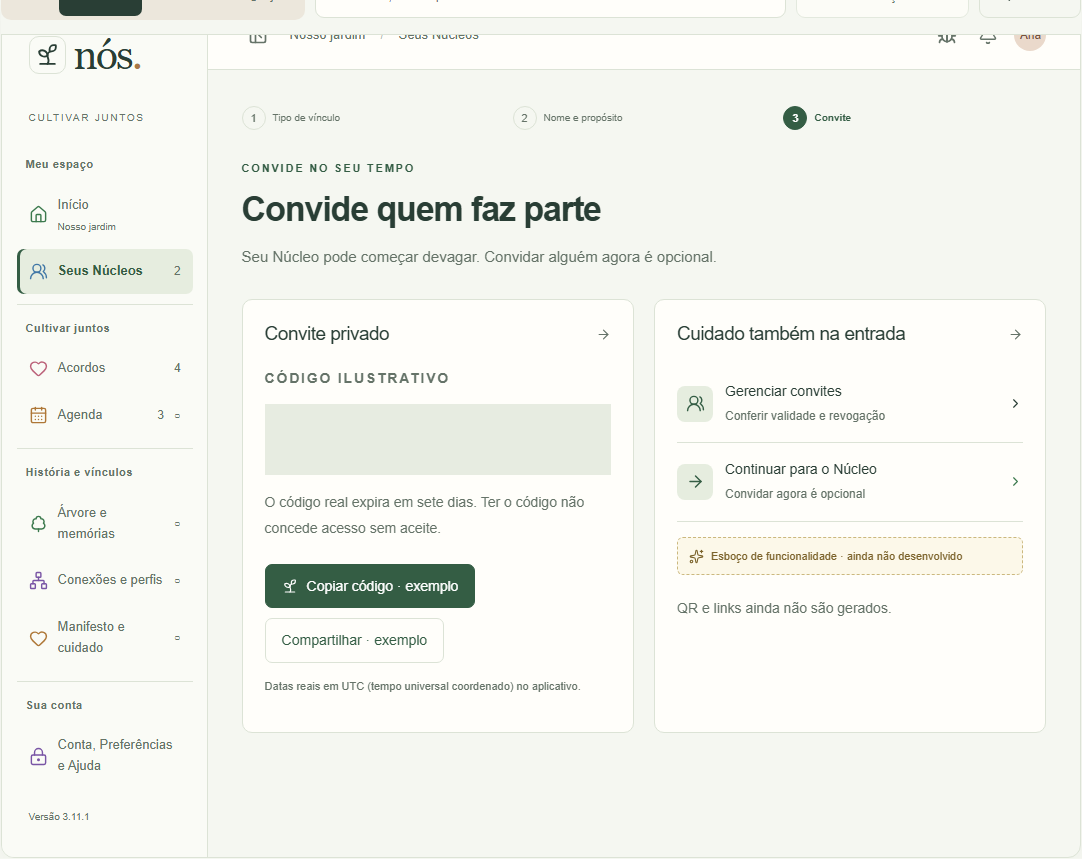 nós.
Nosso jardim / Seus Núcleos
Ana
CULTIVAR JUNTOS
Meu espaço
Início
Nosso jardim
Seus Núcleos 2
Cultivar juntos
Acordos 4
Agenda 3
História e vínculos
Árvore e
memórias
Conexões e perfis
Manifesto e
cuidado
Sua conta
Conta, Preferências
e Ajuda
Versão 3.11.1
1 Tipo de vínculo
2 Nome e propósito
3 Convite
CONVIDE NO SEU TEMPO
Convide quem faz parte
Seu Núcleo pode começar devagar. Convidar alguém agora é opcional.
Convite privado
CÓDIGO ILUSTRATIVO
O código real expira em sete dias. Ter o código não
concede acesso sem aceite.
Copiar código · exemplo
Compartilhar · exemplo
Datas reais em UTC (tempo universal coordenado) no aplicativo.
Cuidado também na entrada
Gerenciar convites
Conferir validade e revogação
Continuar para o Núcleo
Convidar agora é opcional
Esboço de funcionalidade · ainda não desenvolvido
QR e links ainda não são gerados.